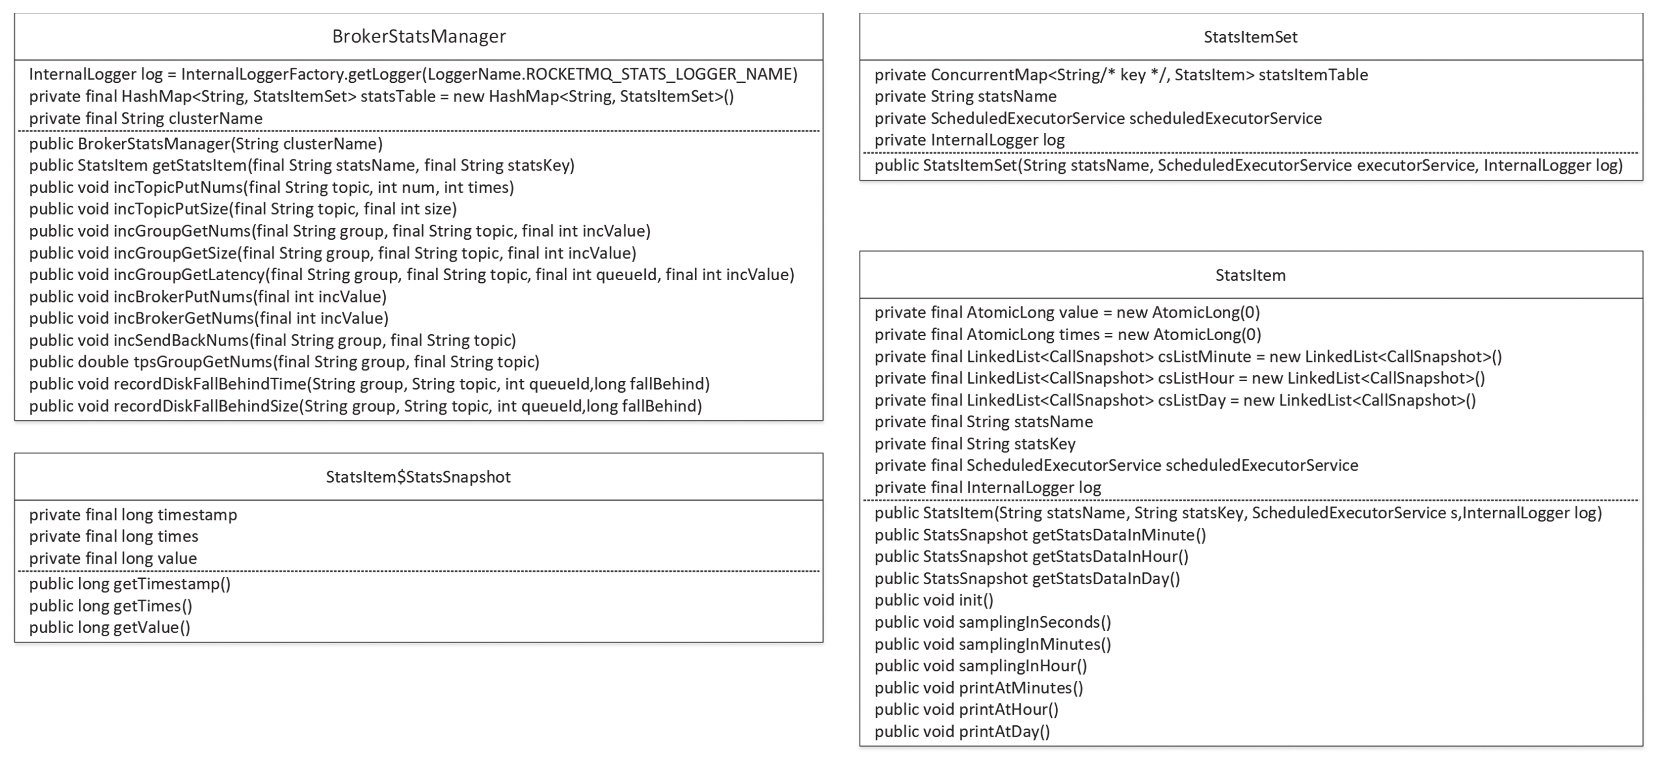 BrokerStatsManager
InternalLogger log = InternalLoggerFactory.getLogger(LoggerName.ROCKETMQ_STATS_LOGGER_NAME)
private final HashMap<String, StatsItemSet> statsTable = new HashMap<String, StatsItemSet>()
private final String clusterName
public BrokerStatsManager(String clusterName)
public StatsItem getStatsItem(final String statsName, final String statsKey)
public void incTopicPutNums(final String topic, int num, int times)
public void incTopicPutSize(final String topic, final int size)
public void incGroupGetNums(final String group, final String topic, final int incValue)
public void incGroupGetSize(final String group, final String topic, final int incValue)
public void incGroupGetLatency(final String group, final String topic, final int queueId, final int incValue)
public void incBrokerPutNums(final int incValue)
public void incBrokerGetNums(final int incValue)
public void incSendBackNums(final String group, final String topic)
public double tpsGroupGetNums(final String group, final String topic)
public void recordDiskFallBehindTime(String group, String topic, int queueId,long fallBehind)
public void recordDiskFallBehindSize(String group, String topic, int queueId,long fallBehind)
StatsItem$StatsSnapshot
private final long timestamp
private final long times
private final long value
public long getTimestamp()
public long getTimes()
public long getValue()
StatsItemSet
private ConcurrentMap<String/* key */, StatsItem> statsItemTable
private String statsName
private ScheduledExecutorService scheduledExecutorService
private InternalLogger log
public StatsItemSet(String statsName, ScheduledExecutorService executorService, InternalLogger log)
StatsItem
private final AtomicLong value = new AtomicLong(0)
private final AtomicLong times = new AtomicLong(0)
private final LinkedList<CallSnapshot> csListMinute = new LinkedList<CallSnapshot>()
private final LinkedList<CallSnapshot> csListHour = new LinkedList<CallSnapshot>()
private final LinkedList<CallSnapshot> csListDay = new LinkedList<CallSnapshot>()
private final String statsName
private final String statsKey
private final ScheduledExecutorService scheduledExecutorService
private final InternalLogger log
public StatsItem(String statsName, String statsKey, ScheduledExecutorService s,InternalLogger log)
public StatsSnapshot getStatsDataInMinute()
public StatsSnapshot getStatsDataInHour()
public StatsSnapshot getStatsDataInDay()
public void init()
public void samplingInSeconds()
public void samplingInMinutes()
public void samplingInHour()
public void printAtMinutes()
public void printAtHour()
public void printAtDay()